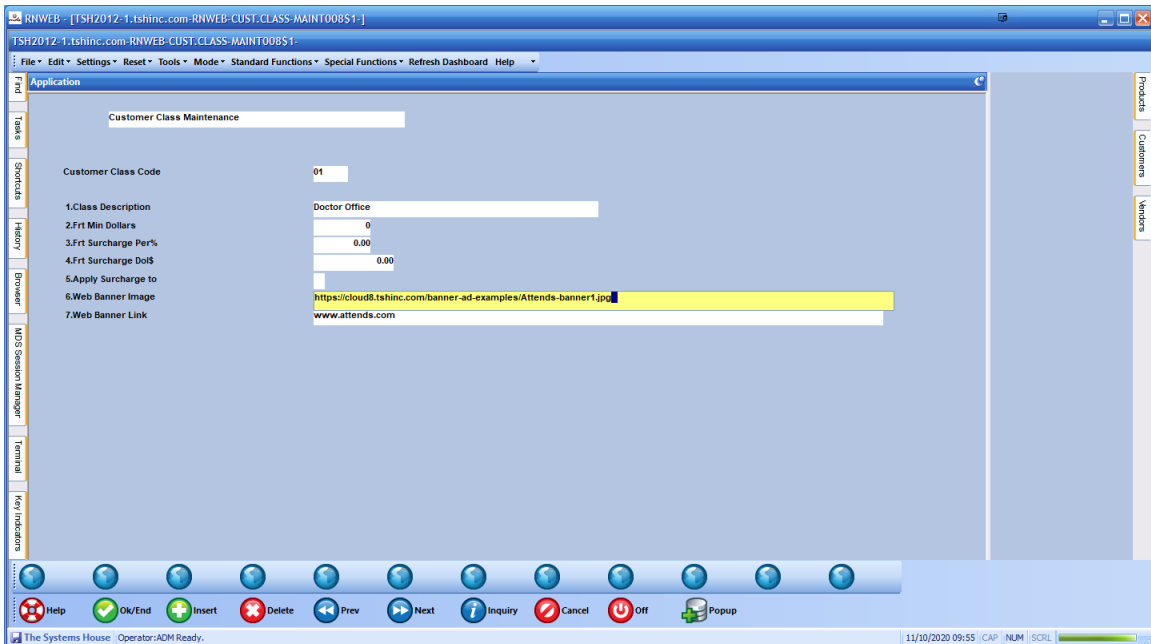 RNWEB - [TSH2012-1.tshinc.com-RNWEB-CUST.CLASS-MAINT008$1-]
TSH2012-1.tshinc.com-RNWEB-CUST.CLASS-MAINT008$1-
File Edit Settings Reset Tools Mode Standard Functions Special Functions Refresh Dashboard Help
Application
Customer Class Maintenance
Customer Class Code 01
1.Class Description Doctor Office
2.Frt Min Dollars 0
3.Frt Surcharge Per% 0.00
4.Frt Surcharge Dol$ 0.00
5.Apply Surcharge to
6.Web Banner Image https://cloud8.tshinc.com/banner-ad-examples/Attends-banner1.jpg
7.Web Banner Link www.attends.com
Find
Tasks
Shortcuts
History
Browser
MDS Session Manager
Terminal
Key Indicators
Products
Customers
Vendors
Help Ok/End Insert Delete Prev Next Inquiry Cancel Off Popup
The Systems House Operator:ADM Ready. 11/10/2020 09:55 CAP NUM SCRL